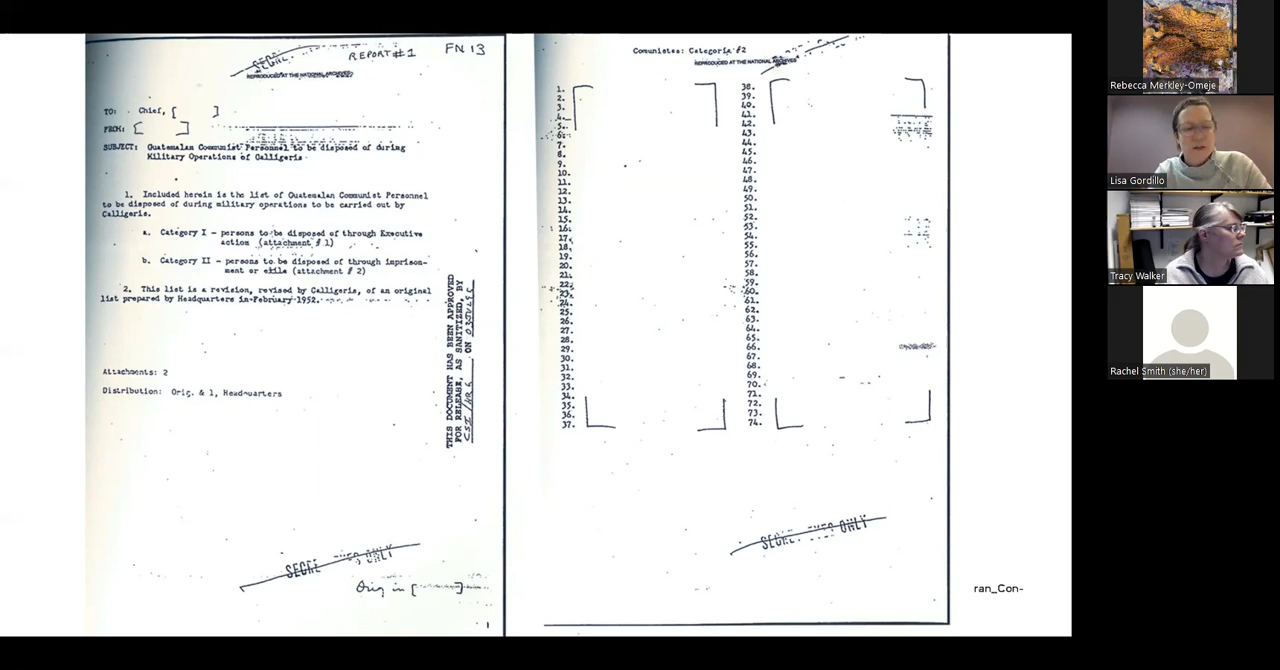 SECRE
REPORT #1
FN 13
REPRODUCED AT THE NATIONAL ARCHIVES
TO: Chief, [ ]
FROM: [ ]
SUBJECT: Guatemalan Communist Personnel to be disposed of during
Military Operations of Calligeris
1. Included herein is the list of Guatemalan Communist Personnel
to be disposed of during military operations to be carried out by
Calligeris.
a. Category I - persons to be disposed of through Executive
action (attachment # 1)
b. Category II - persons to be disposed of through imprison-
ment or exile (attachment # 2)
2. This list is a revision, revised by Calligeris, of an original
list prepared by Headquarters in February 1952.
Attachments: 2
Distribution: Orig. & 1, Headquarters
THIS DOCUMENT HAS BEEN APPROVED
FOR RELEASE, AS SANITIZED, BY
ON
SECRE ONLY
Orig in [ ]
1
Comunistas: Categoria #2
REPRODUCED AT THE NATIONAL ARCHIVES
1.
2.
3.
4.
5.
6.
7.
8.
9.
10.
11.
12.
13.
14.
15.
16.
17.
18.
19.
20.
21.
22.
23.
24.
25.
26.
27.
28.
29.
30.
31.
32.
33.
34.
35.
36.
37.
38.
39.
40.
41.
42.
43.
44.
45.
46.
47.
48.
49.
50.
51.
52.
53.
54.
55.
56.
57.
58.
59.
60.
61.
62.
63.
64.
65.
66.
67.
68.
69.
70.
71.
72.
73.
74.
SECRE EYES ONLY
ran_Con-
Rebecca Merkley-Omeje
Lisa Gordillo
Tracy Walker
Rachel Smith (she/her)